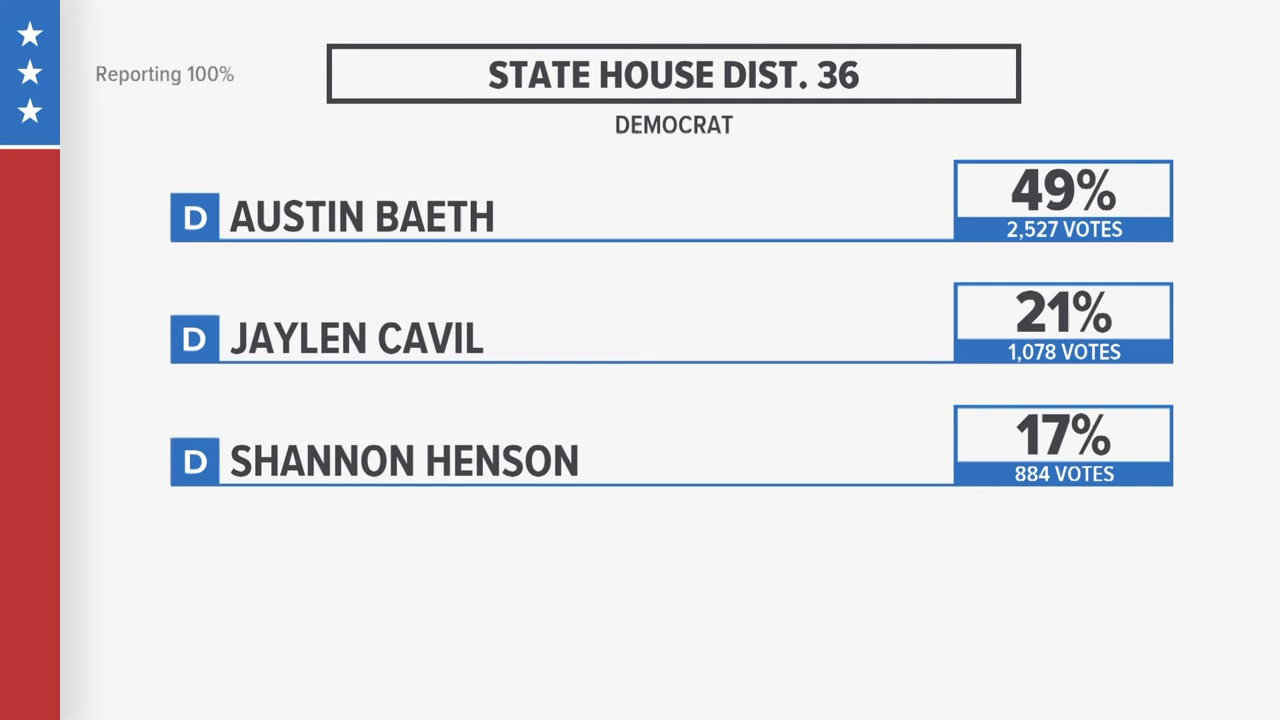 Reporting 100%
STATE HOUSE DIST. 36
DEMOCRAT
D AUSTIN BAETH
49%
2,527 VOTES
D JAYLEN CAVIL
21%
1,078 VOTES
D SHANNON HENSON
17%
884 VOTES